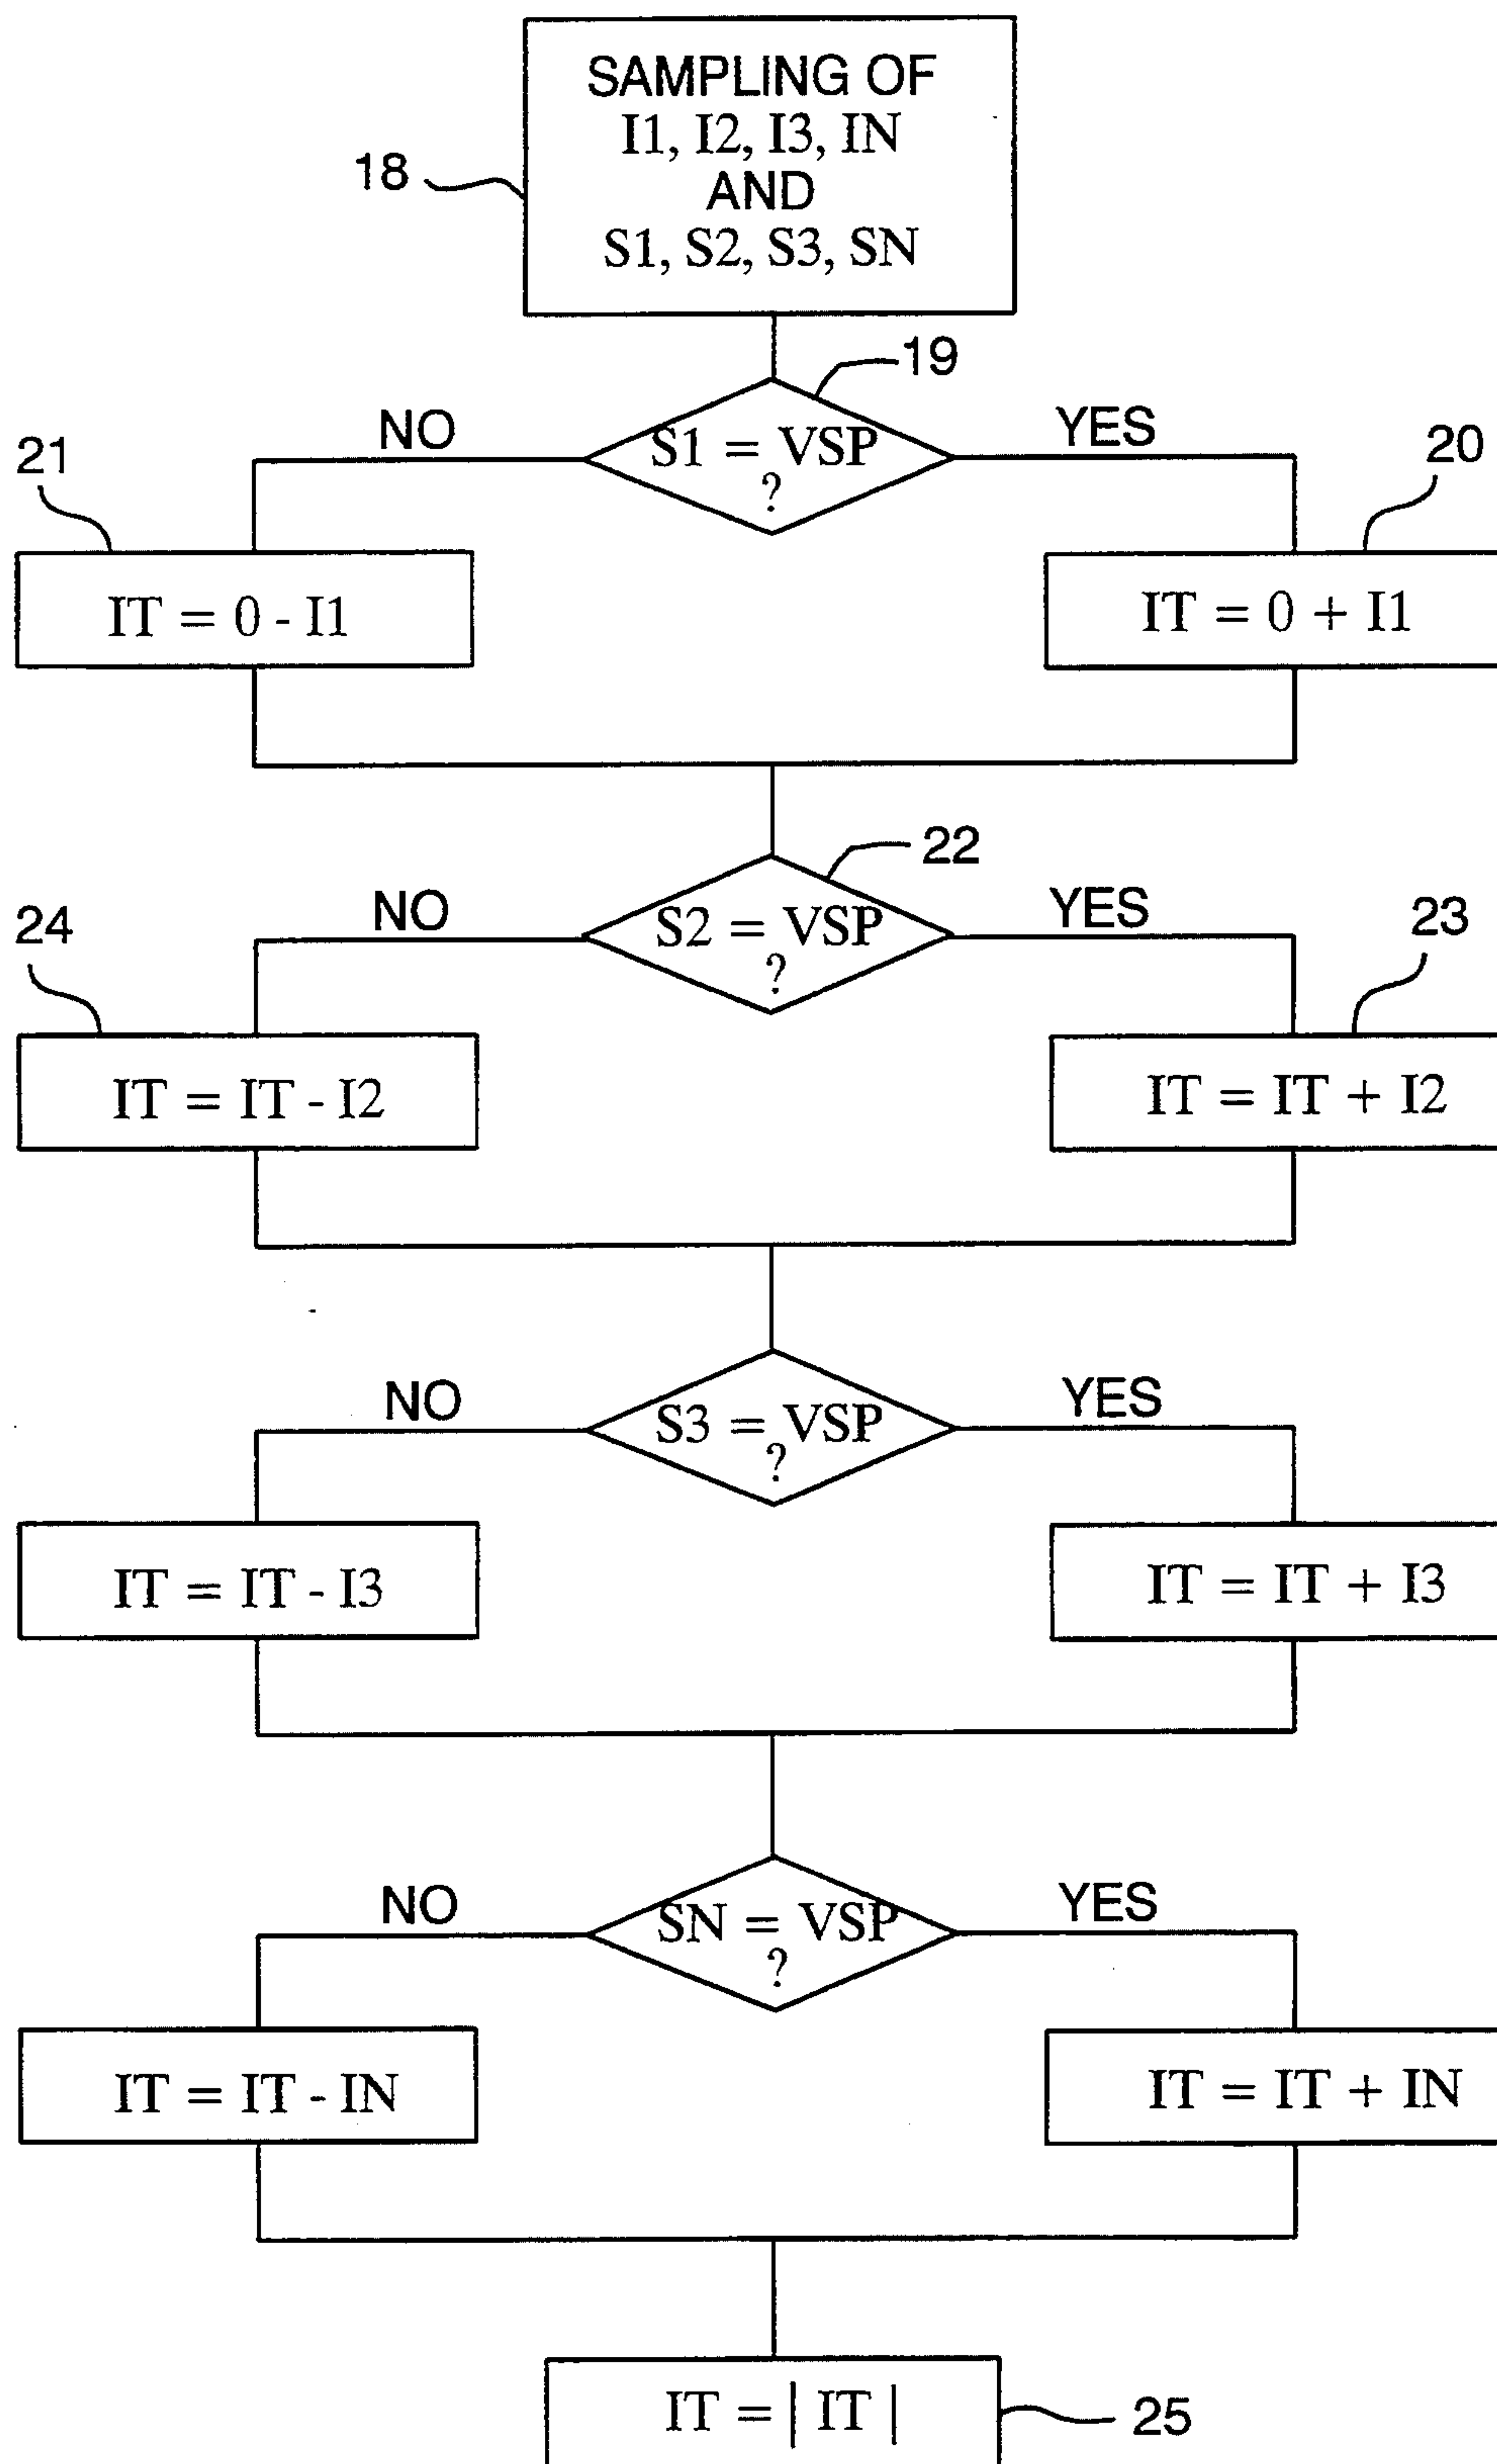 SAMPLING OF
I1, I2, I3, IN
AND
S1, S2, S3, SN
18
19
NO
S1 = VSP
?
YES
21
20
IT = 0 - I1
IT = 0 + I1
22
NO
S2 = VSP
?
YES
24
23
IT = IT - I2
IT = IT + I2
NO
S3 = VSP
?
YES
IT = IT - I3
IT = IT + I3
NO
SN = VSP
?
YES
IT = IT - IN
IT = IT + IN
IT = | IT |
25